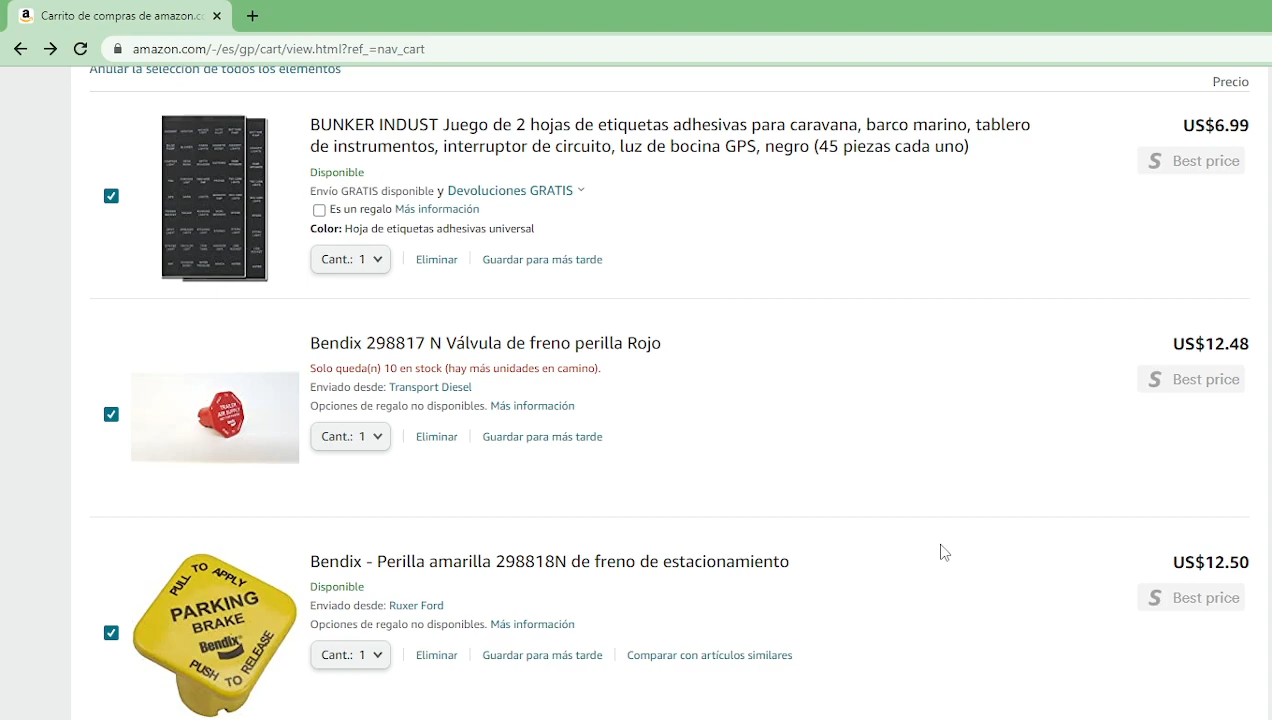 Carrito de compras de amazon.co
amazon.com/-/es/gp/cart/view.html?ref_=nav_cart
Anular la selección de todos los elementos
Precio
BUNKER INDUST Juego de 2 hojas de etiquetas adhesivas para caravana, barco marino, tablero
de instrumentos, interruptor de circuito, luz de bocina GPS, negro (45 piezas cada uno)
US$6.99
S Best price
Disponible
Envío GRATIS disponible y Devoluciones GRATIS
Es un regalo Más información
Color: Hoja de etiquetas adhesivas universal
Cant.: 1
Eliminar
Guardar para más tarde
Bendix 298817 N Válvula de freno perilla Rojo
US$12.48
S Best price
Solo queda(n) 10 en stock (hay más unidades en camino).
Enviado desde: Transport Diesel
Opciones de regalo no disponibles. Más información
Cant.: 1
Eliminar
Guardar para más tarde
TRAILER
AIR SUPPLY
Bendix - Perilla amarilla 298818N de freno de estacionamiento
US$12.50
S Best price
Disponible
Enviado desde: Ruxer Ford
Opciones de regalo no disponibles. Más información
Cant.: 1
Eliminar
Guardar para más tarde
Comparar con artículos similares
PULL TO APPLY
PARKING
BRAKE
Bendix
PUSH TO RELEASE